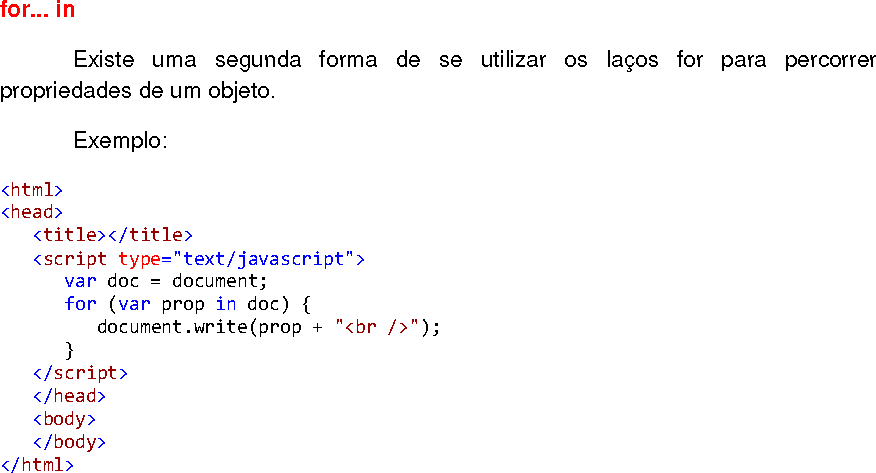 for... in
Existe uma segunda forma de se utilizar os laços for para percorrer
propriedades de um objeto.
Exemplo:
<html>
<head>
   <title></title>
   <script type="text/javascript">
      var doc = document;
      for (var prop in doc) {
         document.write(prop + "<br />");
      }
   </script>
   </head>
   <body>
   </body>
</html>